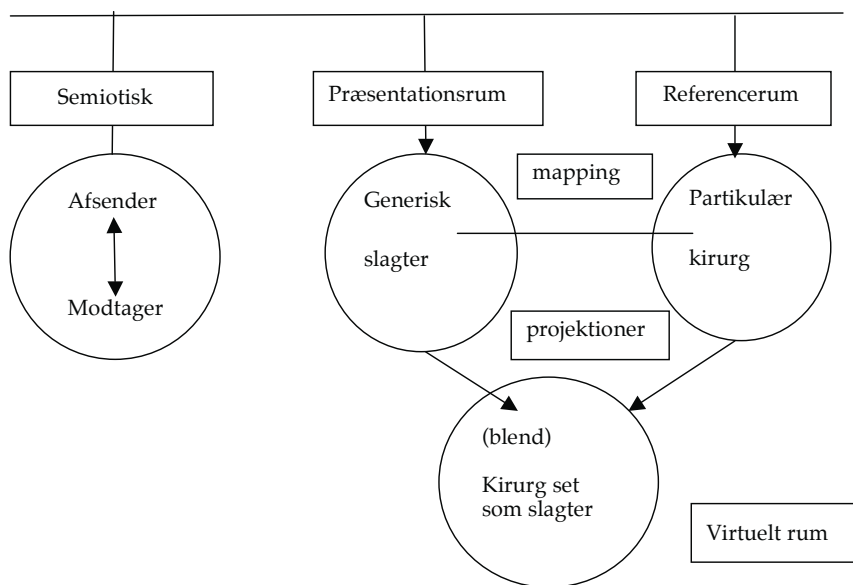 Semiotisk
Præsentationsrum
Referencerum
Afsender
Modtager
Generisk
slagter
mapping
Partikulær
kirurg
projektioner
(blend)
Kirurg set
som slagter
Virtuelt rum